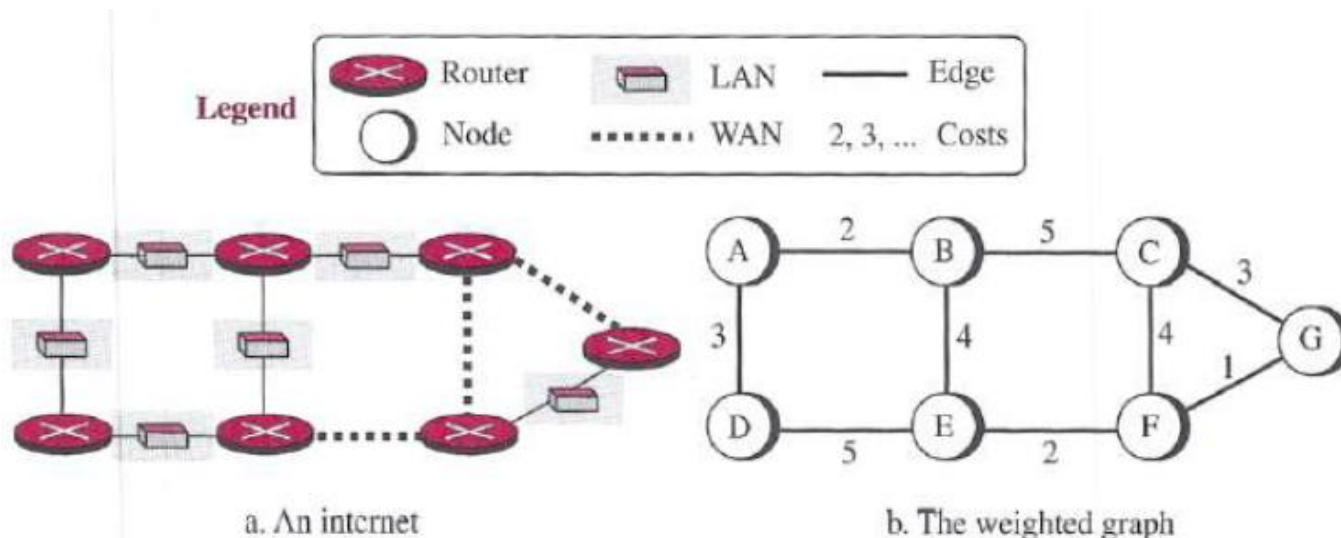 Legend
Router
LAN
Edge
Node
WAN
2, 3, ... Costs
A
2
B
5
C
3
3
4
4
G
1
D
E
F
5
2
a. An internet
b. The weighted graph